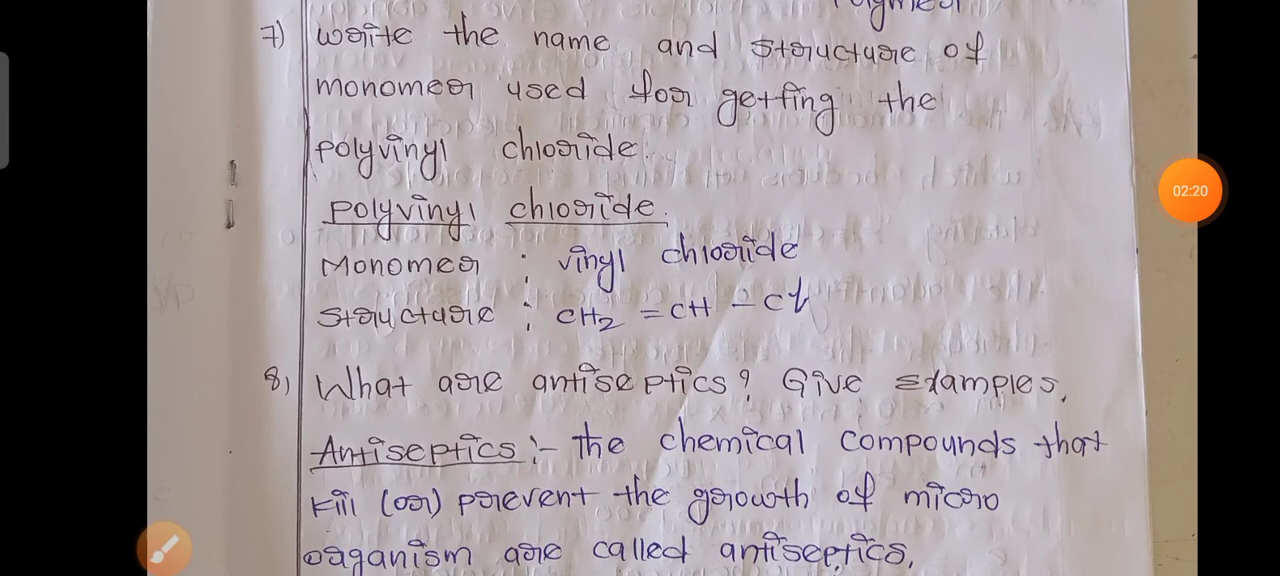 7) write the name and structure of
monomer used for getting the
polyvinyl chloride.
polyvinyl chloride.
Monomer : vinyl chloride
structure : CH2 = CH - Cl
8) What are antiseptics? Give Examples.
Antiseptics :- The chemical compounds that
kill (or) prevent the growth of micro
organism are called antiseptics.
02:20